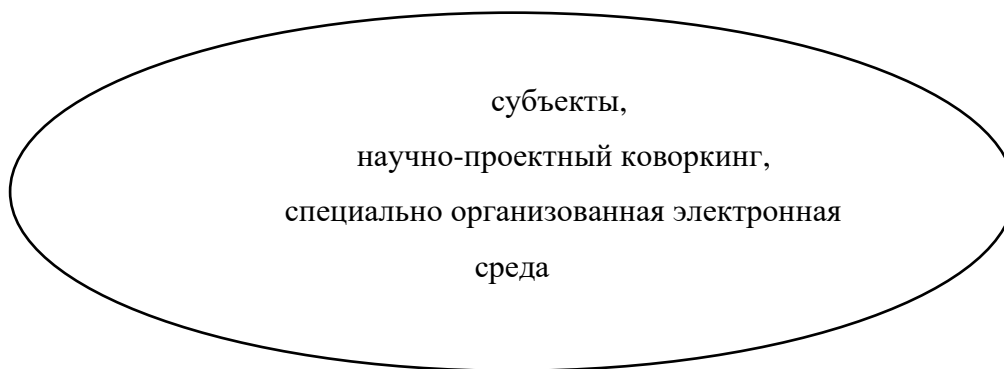 субъекты,
научно-проектный коворкинг,
специально организованная электронная
среда